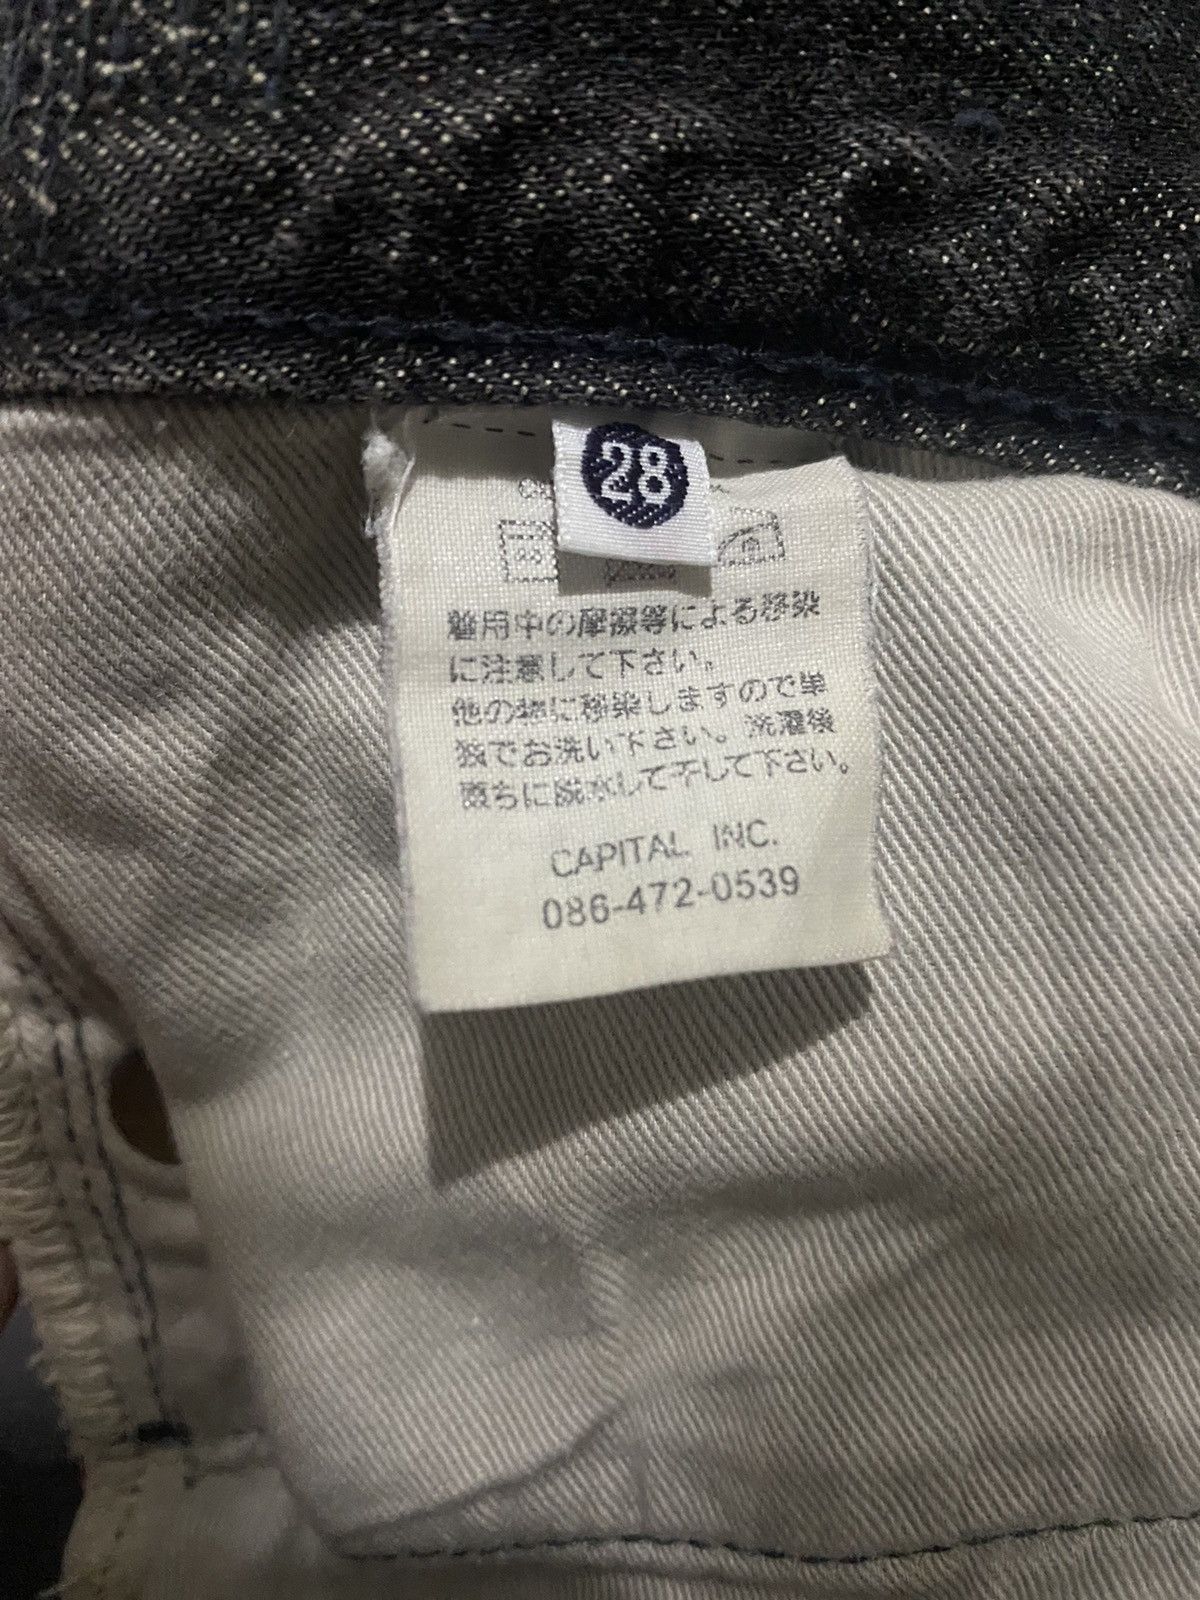 28
着用中の摩擦等による移染
に注意して下さい。
他の物に移染しますので単
独でお洗い下さい。洗濯後
直ちに脱水して干して下さい。
CAPITAL INC.
086-472-0539